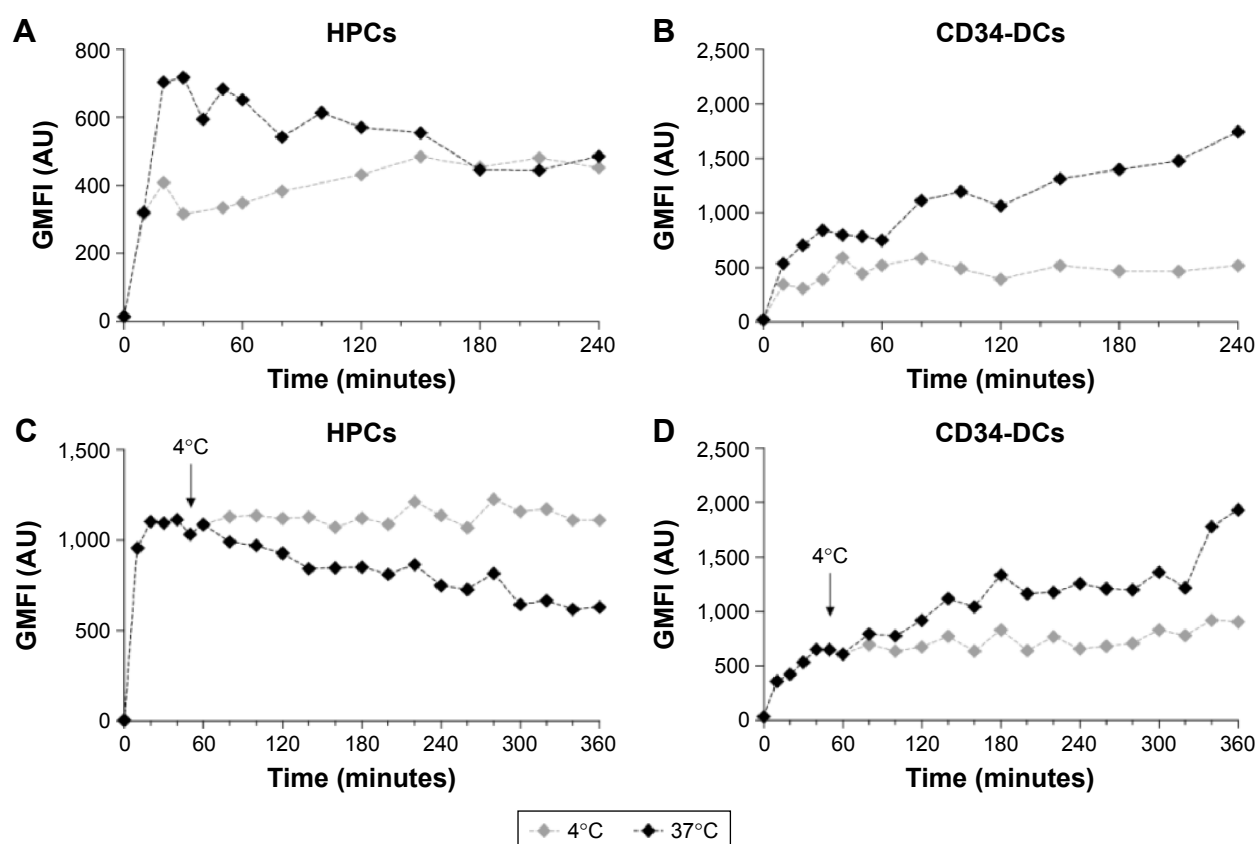 A
HPCs
GMFI (AU)
800
600
400
200
0
0 60 120 180 240
Time (minutes)
B
CD34-DCs
GMFI (AU)
2,500
2,000
1,500
1,000
500
0
0 60 120 180 240
Time (minutes)
C
HPCs
4°C
GMFI (AU)
1,500
1,000
500
0
0 60 120 180 240 300 360
Time (minutes)
D
CD34-DCs
4°C
GMFI (AU)
2,500
2,000
1,500
1,000
500
0
0 60 120 180 240 300 360
Time (minutes)
4°C 37°C